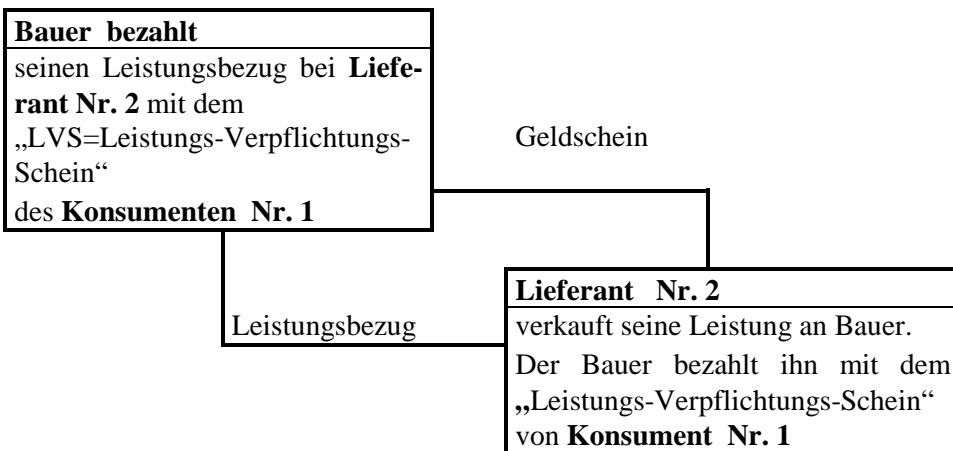 Bauer bezahlt
seinen Leistungsbezug bei Liefe-
rant Nr. 2 mit dem
„LVS=Leistungs-Verpflichtungs-
Schein“
des Konsumenten Nr. 1
Geldschein
Leistungsbezug
Lieferant Nr. 2
verkauft seine Leistung an Bauer.
Der Bauer bezahlt ihn mit dem
„Leistungs-Verpflichtungs-Schein“
von Konsument Nr. 1